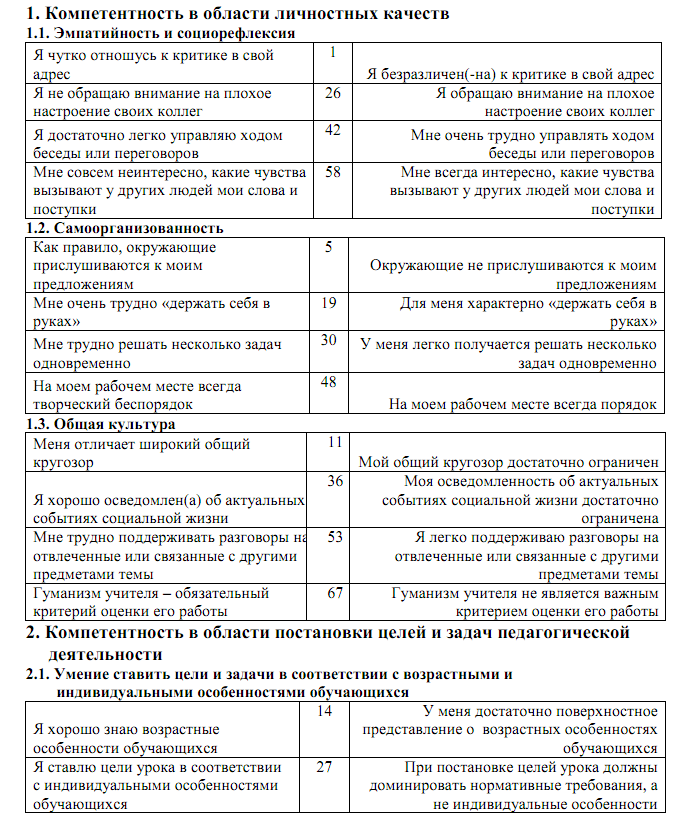 1. Компетентность в области личностных качеств
1.1. Эмпатийность и социорефлексия
Я чутко отношусь к критике в свой
адрес
1
Я безразличен(-на) к критике в свой адрес
Я не обращаю внимание на плохое
настроение своих коллег
26
Я обращаю внимание на плохое
настроение своих коллег
Я достаточно легко управляю ходом
беседы или переговоров
42
Мне очень трудно управлять ходом
беседы или переговоров
Мне совсем неинтересно, какие чувства
вызывают у других людей мои слова и
поступки
58
Мне всегда интересно, какие чувства
вызывают у других людей мои слова и
поступки
1.2. Самоорганизованность
Как правило, окружающие
прислушиваются к моим
предложениям
5
Окружающие не прислушиваются к моим
предложениям
Мне очень трудно «держать себя в
руках»
19
Для меня характерно «держать себя в
руках»
Мне трудно решать несколько задач
одновременно
30
У меня легко получается решать несколько
задач одновременно
На моем рабочем месте всегда
творческий беспорядок
48
На моем рабочем месте всегда порядок
1.3. Общая культура
Меня отличает широкий общий
кругозор
11
Мой общий кругозор достаточно ограничен
Я хорошо осведомлен(а) об актуальных
событиях социальной жизни
36
Моя осведомленность об актуальных
событиях социальной жизни достаточно
ограничена
Мне трудно поддерживать разговоры на
отвлеченные или связанные с другими
предметами темы
53
Я легко поддерживаю разговоры на
отвлеченные или связанные с другими
предметами темы
Гуманизм учителя – обязательный
критерий оценки его работы
67
Гуманизм учителя не является важным
критерием оценки его работы
2. Компетентность в области постановки целей и задач педагогической
деятельности
2.1. Умение ставить цели и задачи в соответствии с возрастными и
индивидуальными особенностями обучающихся
Я хорошо знаю возрастные
особенности обучающихся
14
У меня достаточно поверхностное
представление о возрастных особенностях
обучающихся
Я ставлю цели урока в соответствии
с индивидуальными особенностями
обучающихся
27
При постановке целей урока должны
доминировать нормативные требования, а
не индивидуальные особенности